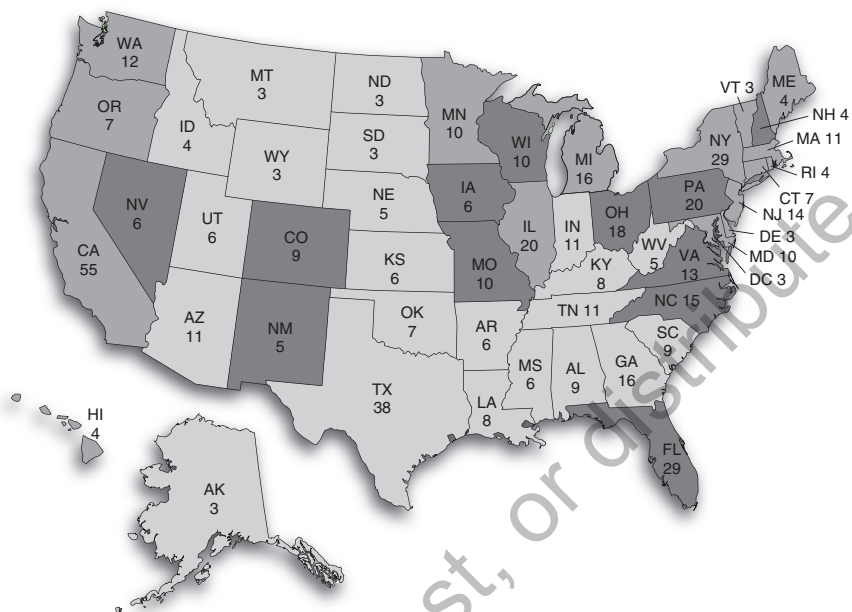 WA
12
OR
7
CA
55
NV
6
ID
4
MT
3
WY
3
UT
6
AZ
11
CO
9
NM
5
ND
3
SD
3
NE
5
KS
6
OK
7
TX
38
MN
10
IA
6
MO
10
AR
6
LA
8
WI
10
IL
20
MI
16
IN
11
OH
18
KY
8
TN 11
MS
6
AL
9
GA
16
FL
29
SC
9
NC 15
VA
13
WV
5
PA
20
NY
29
VT 3
ME
4
NH 4
MA 11
RI 4
CT 7
NJ 14
DE 3
MD 10
DC 3
HI
4
AK
3
st, or distribute